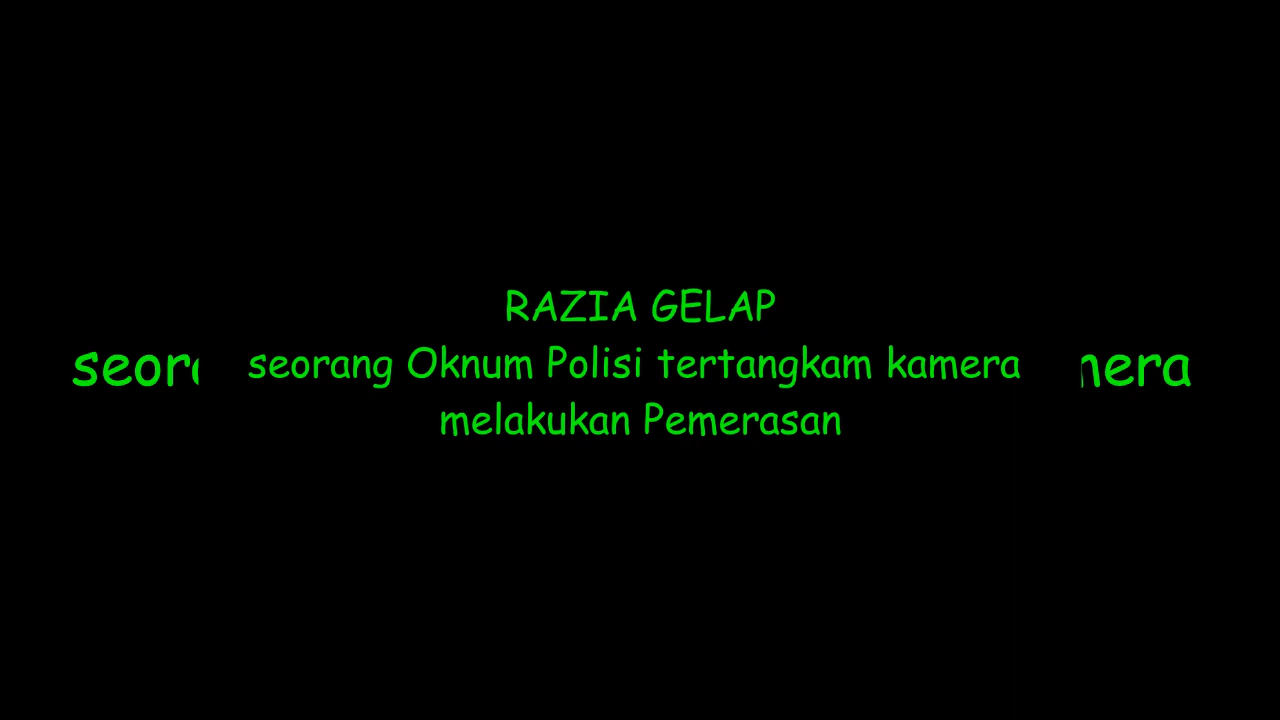 RAZIA GELAP
seorang Oknum Polisi tertangkam kamera
melakukan Pemerasan